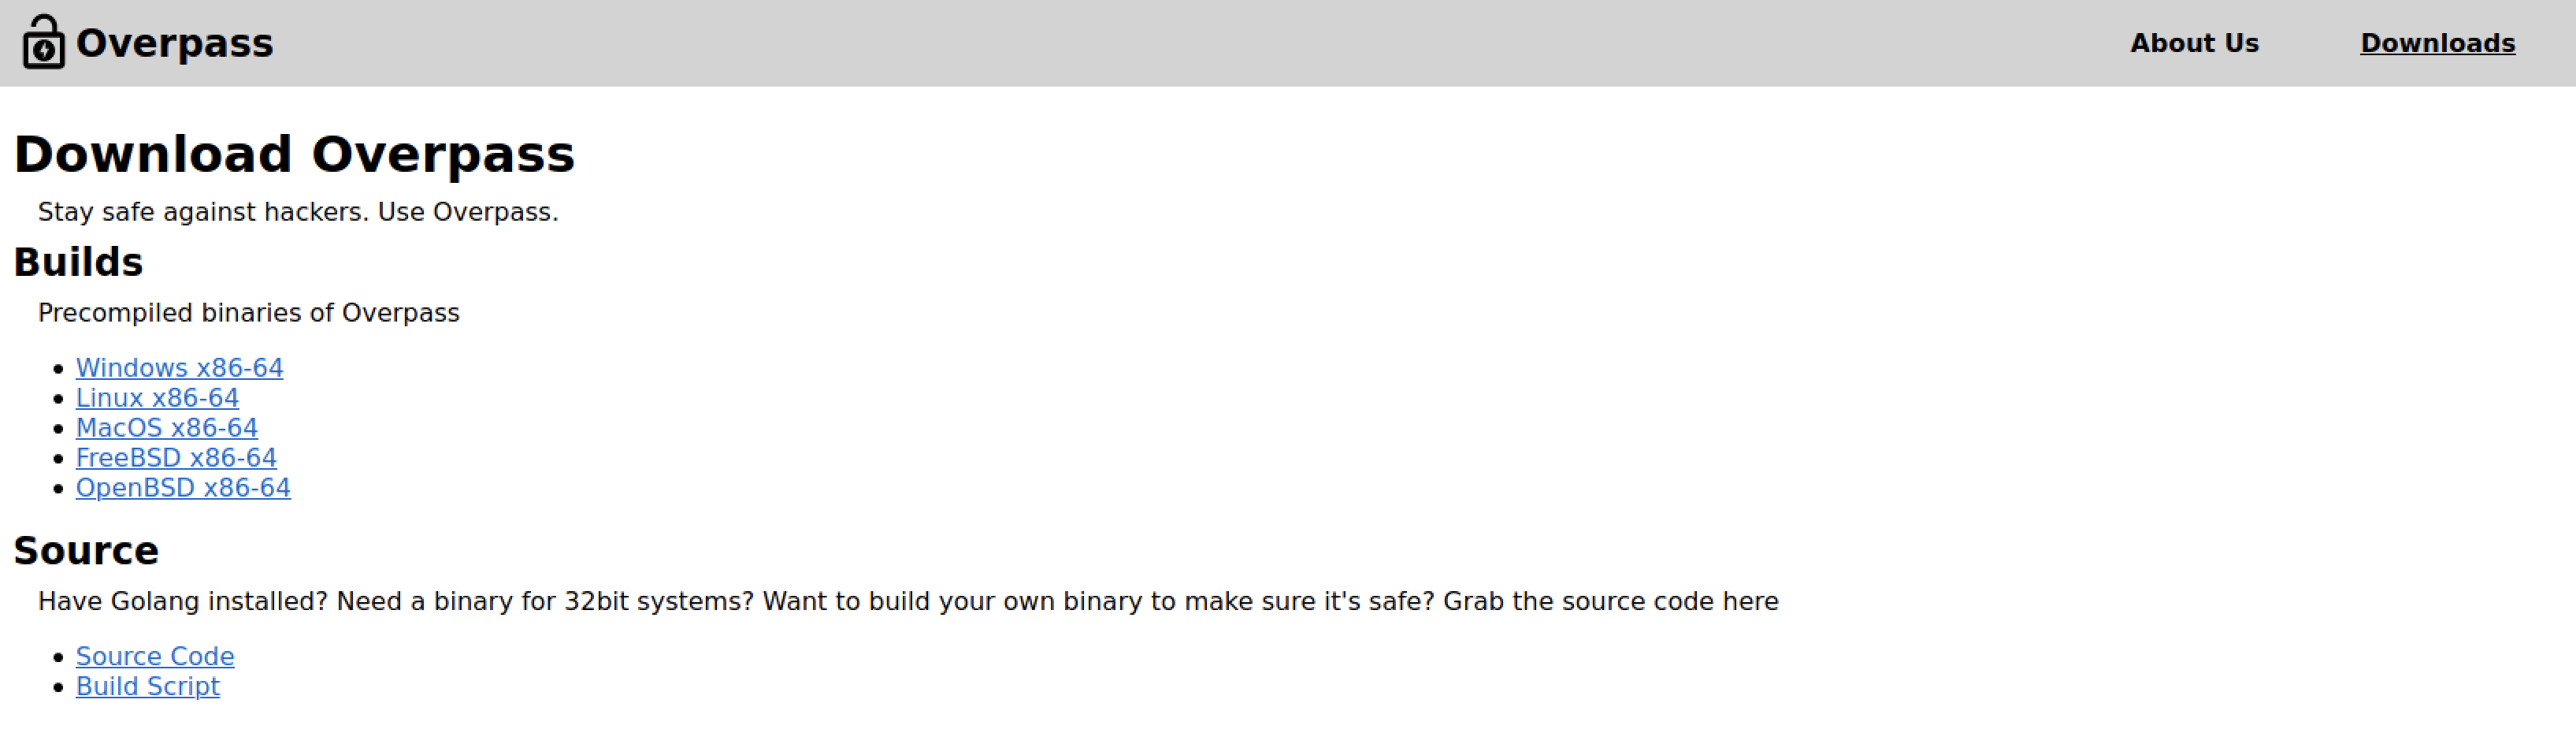 Overpass
About Us
Downloads
Download Overpass
Stay safe against hackers. Use Overpass.
Builds
Precompiled binaries of Overpass
Windows x86-64
Linux x86-64
MacOS x86-64
FreeBSD x86-64
OpenBSD x86-64
Source
Have Golang installed? Need a binary for 32bit systems? Want to build your own binary to make sure it's safe? Grab the source code here
Source Code
Build Script